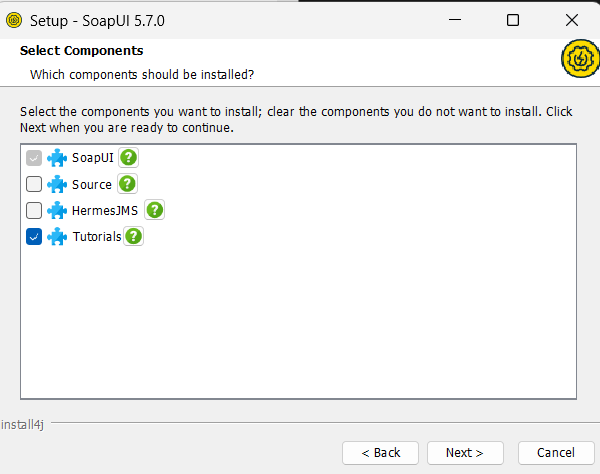 Setup - SoapUI 5.7.0
Select Components
Which components should be installed?
Select the components you want to install; clear the components you do not want to install. Click
Next when you are ready to continue.
SoapUI ?
Source ?
HermesJMS ?
Tutorials ?
install4j
< Back Next > Cancel